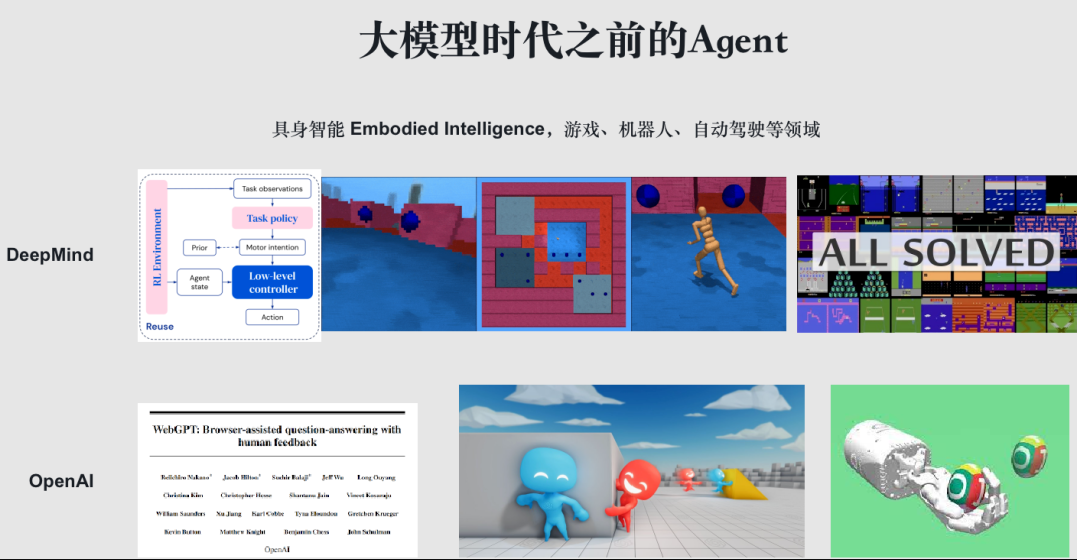 大模型时代之前的Agent
具身智能 Embodied Intelligence，游戏、机器人、自动驾驶等领域
DeepMind
RL Environment
Task observations
Task policy
Prior
Motor intention
Agent
state
Low-level
controller
Action
Reuse
ALL SOLVED
OpenAI
WebGPT: Browser-assisted question-answering with
human feedback
Reiichiro Nakano* Jacob Hilton* Suchir Balaji* Jeff Wu Long Ouyang
Christina Kim Christopher Hesse Shantanu Jain Vineet Kosaraju
William Saunders Xu Jiang Karl Cobbe Tyna Eloundou Gretchen Krueger
Kevin Button Matthew Knight Benjamin Chess John Schulman
OpenAI